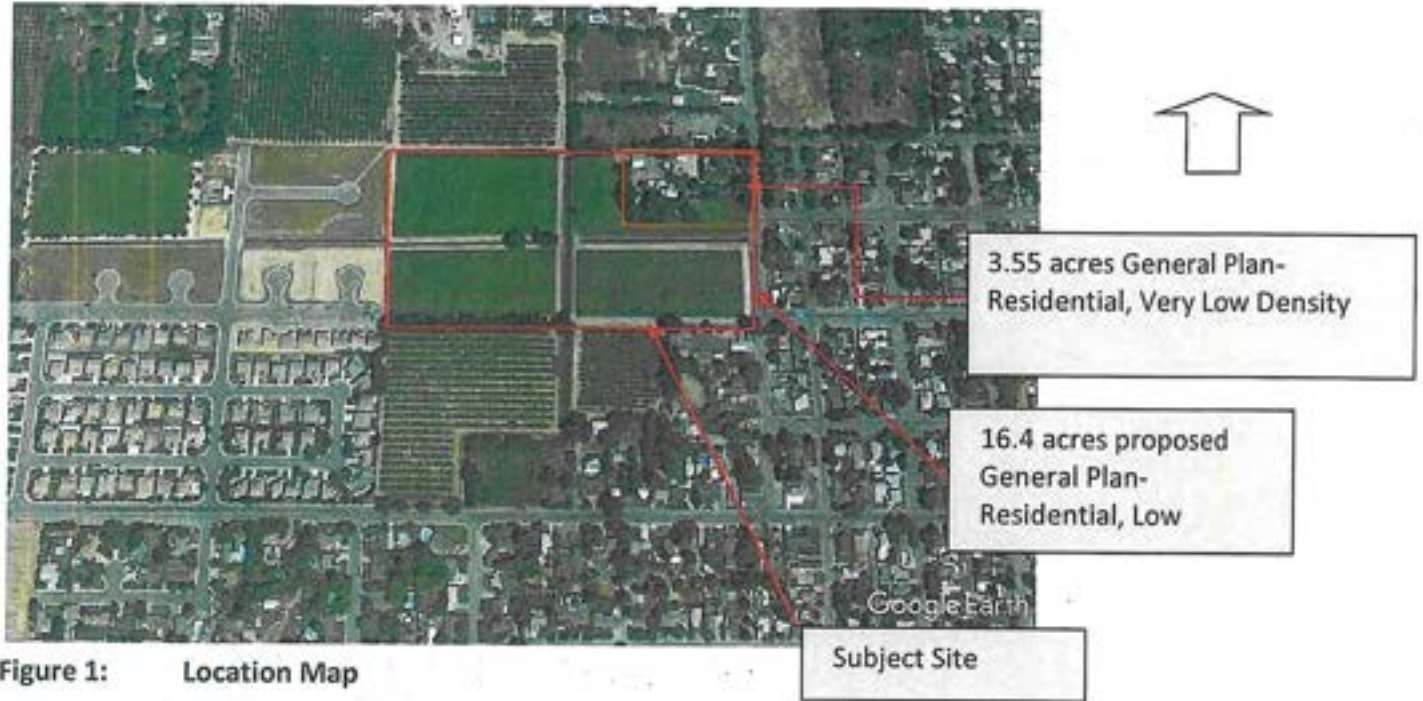 3.55 acres General Plan-
Residential, Very Low Density
16.4 acres proposed
General Plan-
Residential, Low
Google Earth
Subject Site
Figure 1: Location Map